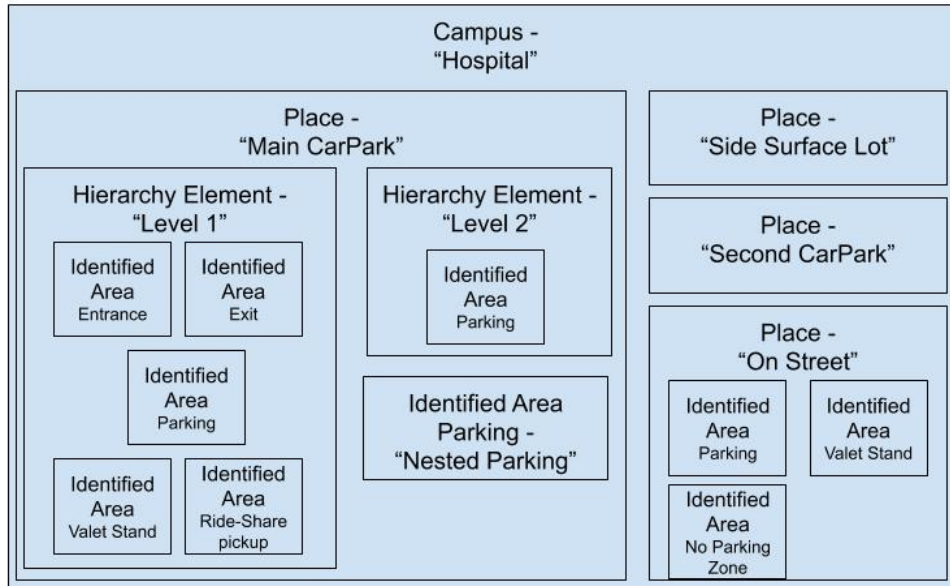 Campus -
“Hospital”
Place -
“Main CarPark”
Hierarchy Element -
“Level 1”
Identified
Area
Entrance
Identified
Area
Exit
Identified
Area
Parking
Identified
Area
Valet Stand
Identified
Area
Ride-Share
pickup
Hierarchy Element -
“Level 2”
Identified
Area
Parking
Identified Area
Parking -
“Nested Parking”
Place -
“Side Surface Lot”
Place -
“Second CarPark”
Place -
“On Street”
Identified
Area
Parking
Identified
Area
Valet Stand
Identified
Area
No Parking
Zone